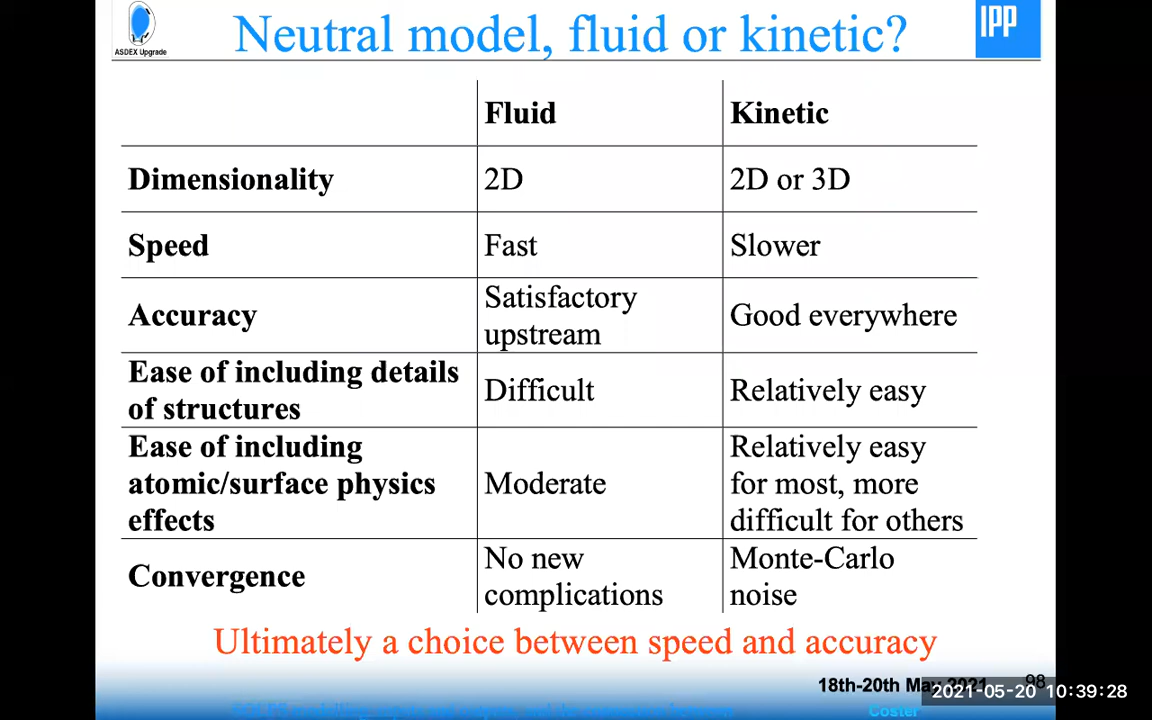 ASDEX Upgrade
Neutral model, fluid or kinetic?
IPP
Fluid
Kinetic
Dimensionality
2D
2D or 3D
Speed
Fast
Slower
Accuracy
Satisfactory
upstream
Good everywhere
Ease of including details
of structures
Difficult
Relatively easy
Ease of including
atomic/surface physics
effects
Moderate
Relatively easy
for most, more
difficult for others
Convergence
No new
complications
Monte-Carlo
noise
Ultimately a choice between speed and accuracy
18th-20th May 2021
98
2021-05-20 10:39:28
Coster